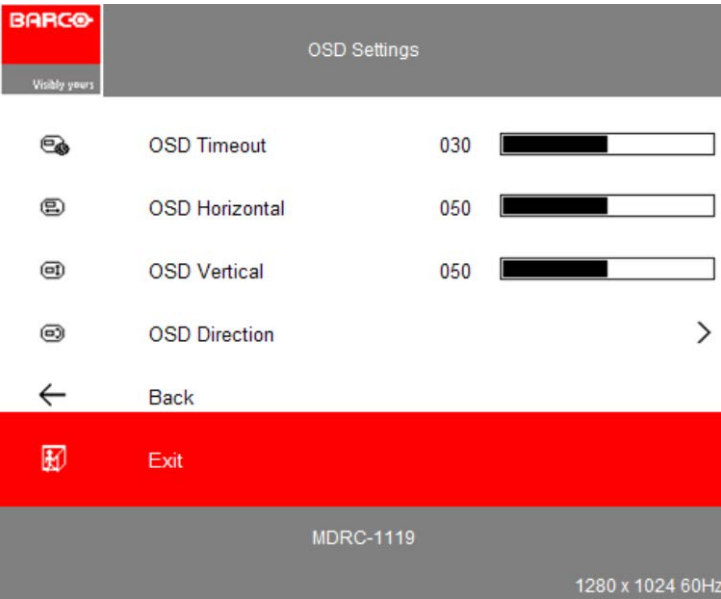 BARCO
Visibly yours
OSD Settings
OSD Timeout 030
OSD Horizontal 050
OSD Vertical 050
OSD Direction
Back
Exit
MDRC-1119
1280 x 1024 60Hz